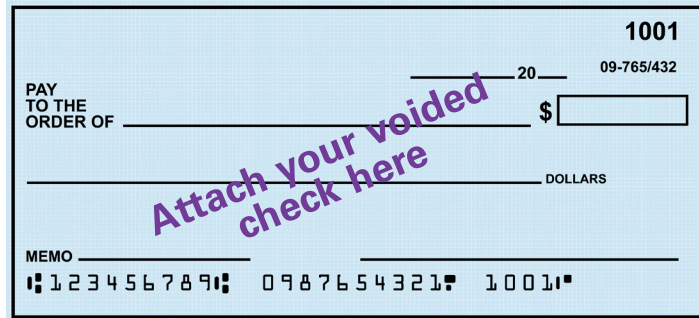 1001
20
09-765/432
PAY
TO THE
ORDER OF
$
DOLLARS
Attach your voided
check here
MEMO
⑆123456789⑆ 0987654321⑈ 1001⑈